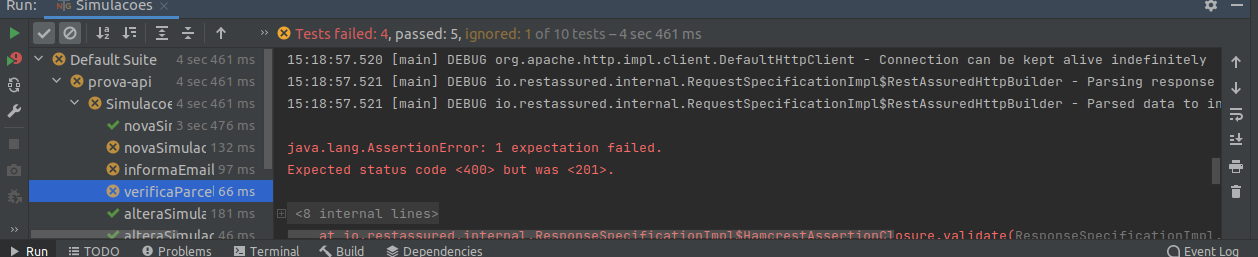 Run: Simulacoes
Tests failed: 4, passed: 5, ignored: 1 of 10 tests – 4 sec 461 ms
Default Suite 4 sec 461 ms
prova-api 4 sec 461 ms
Simulacoe 4 sec 461 ms
novaSir 3 sec 476 ms
novaSimulac 132 ms
informaEmail 97 ms
verificaParcel 66 ms
alteraSimula 181 ms
alteraSimula 46 ms
15:18:57.520 [main] DEBUG org.apache.http.impl.client.DefaultHttpClient - Connection can be kept alive indefinitely
15:18:57.521 [main] DEBUG io.restassured.internal.RequestSpecificationImpl$RestAssuredHttpBuilder - Parsing response
15:18:57.521 [main] DEBUG io.restassured.internal.RequestSpecificationImpl$RestAssuredHttpBuilder - Parsed data to in
java.lang.AssertionError: 1 expectation failed.
Expected status code <400> but was <201>.
<8 internal lines>
at io.restassured.internal.ResponseSpecificationImpl$HamcrestAssertionClosure.validate(ResponseSpecificationImpl.
Run TODO Problems Terminal Build Dependencies Event Log